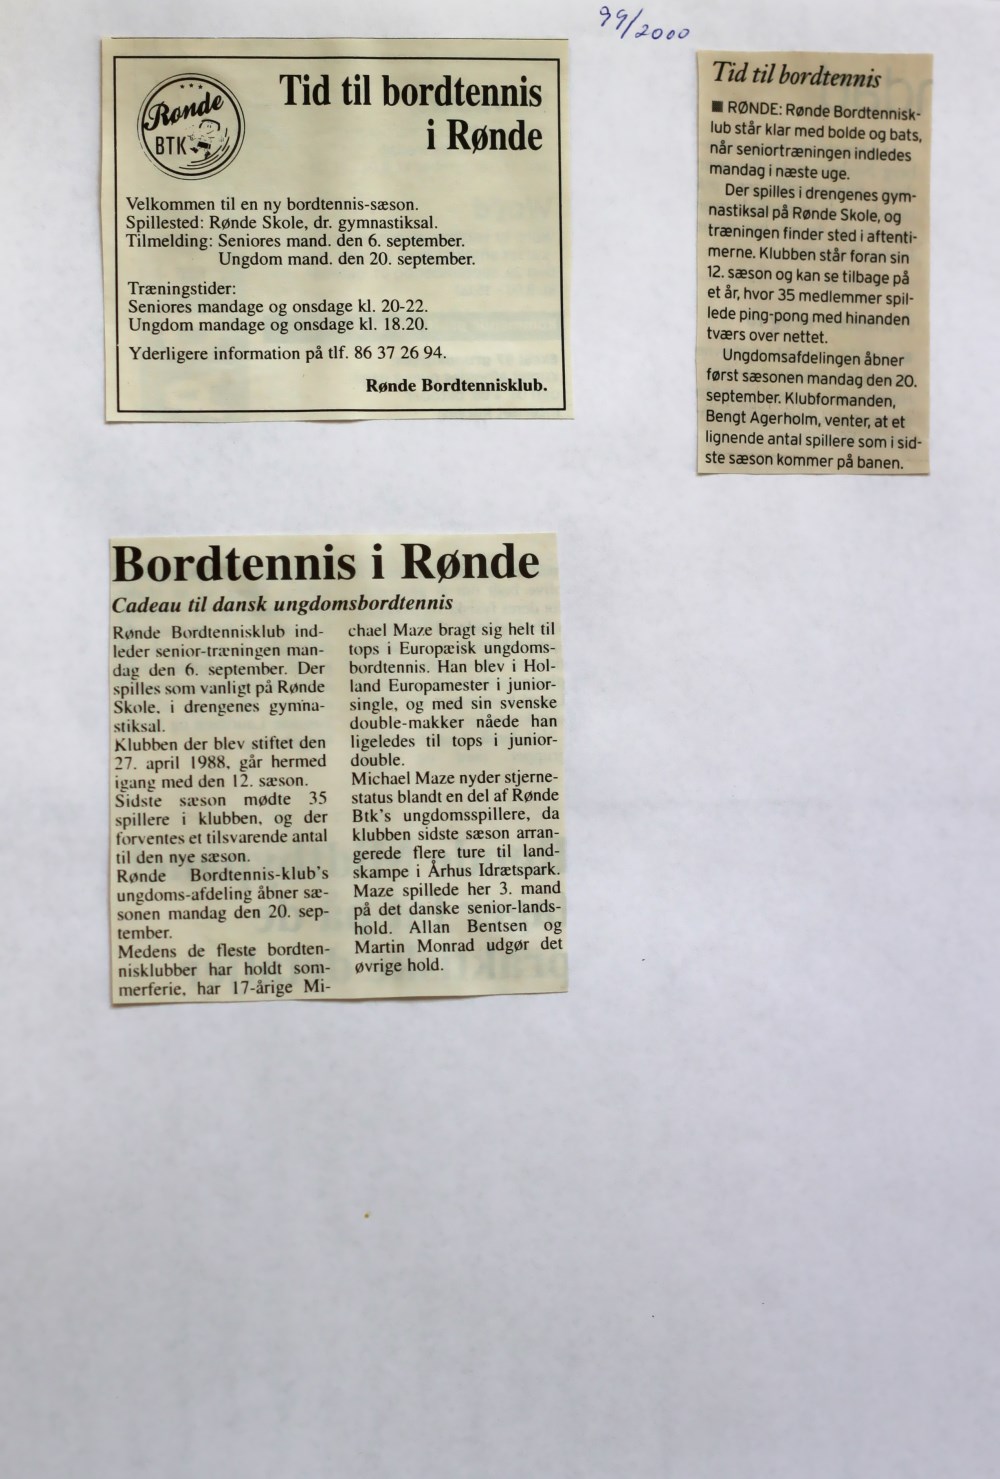 99/2000
Rønde
BTK
Tid til bordtennis
i Rønde
Velkommen til en ny bordtennis-sæson.
Spillested: Rønde Skole, dr. gymnastiksal.
Tilmelding: Seniores mand. den 6. september.
Ungdom mand. den 20. september.
Træningstider:
Seniores mandage og onsdage kl. 20-22.
Ungdom mandage og onsdage kl. 18.20.
Yderligere information på tlf. 86 37 26 94.
Rønde Bordtennisklub.
Tid til bordtennis
■ RØNDE: Rønde Bordtennisk-
lub står klar med bolde og bats,
når seniortræningen indledes
mandag i næste uge.
Der spilles i drengenes gym-
nastiksal på Rønde Skole, og
træningen finder sted i aftenti-
merne. Klubben står foran sin
12. sæson og kan se tilbage på
et år, hvor 35 medlemmer spil-
lede ping-pong med hinanden
tværs over nettet.
Ungdomsafdelingen åbner
først sæsonen mandag den 20.
september. Klubformanden,
Bengt Agerholm, venter, at et
lignende antal spillere som i sid-
ste sæson kommer på banen.
Bordtennis i Rønde
Cadeau til dansk ungdomsbordtennis
Rønde Bordtennisklub ind-
leder senior-træningen man-
dag den 6. september. Der
spilles som vanligt på Rønde
Skole, i drengenes gymna-
stiksal.
Klubben der blev stiftet den
27. april 1988, går hermed
igang med den 12. sæson.
Sidste sæson mødte 35
spillere i klubben, og der
forventes et tilsvarende antal
til den nye sæson.
Rønde Bordtennis-klub's
ungdoms-afdeling åbner sæ-
sonen mandag den 20. sep-
tember.
Medens de fleste bordten-
nisklubber har holdt som-
merferie, har 17-årige Mi-
chael Maze bragt sig helt til
tops i Europæisk ungdoms-
bordtennis. Han blev i Hol-
land Europamester i junior-
single, og med sin svenske
double-makker nåede han
ligeledes til tops i junior-
double.
Michael Maze nyder stjerne-
status blandt en del af Rønde
Btk's ungdomsspillere, da
klubben sidste sæson arran-
gerede flere ture til land-
skampe i Århus Idrætspark.
Maze spillede her 3. mand
på det danske senior-lands-
hold. Allan Bentsen og
Martin Monrad udgør det
øvrige hold.